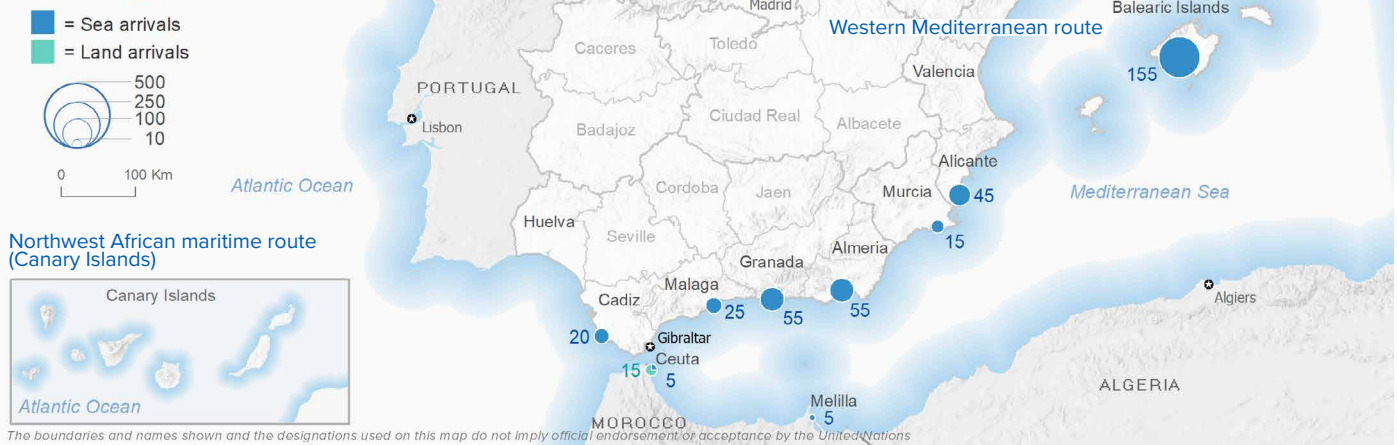 Madrid
Balearic Islands
= Sea arrivals
Western Mediterranean route
Caceres
Toledo
= Land arrivals
Valencia
155
500
PORTUGAL
250
100
Lisbon
Badajoz
Ciudad Real
Albacete
10
Alicante
0 100 Km
Atlantic Ocean
Cordoba
Jaen
Murcia
45
Mediterranean Sea
Huelva
Seville
15
Northwest African maritime route
(Canary Islands)
Almeria
Granada
Malaga
Canary Islands
Cadiz
25
55
55
Algiers
20
Gibraltar
Ceuta
15
5
ALGERIA
Atlantic Ocean
Melilla
5
MOROCCO
The boundaries and names shown and the designations used on this map do not imply official endorsement or acceptance by the United Nations